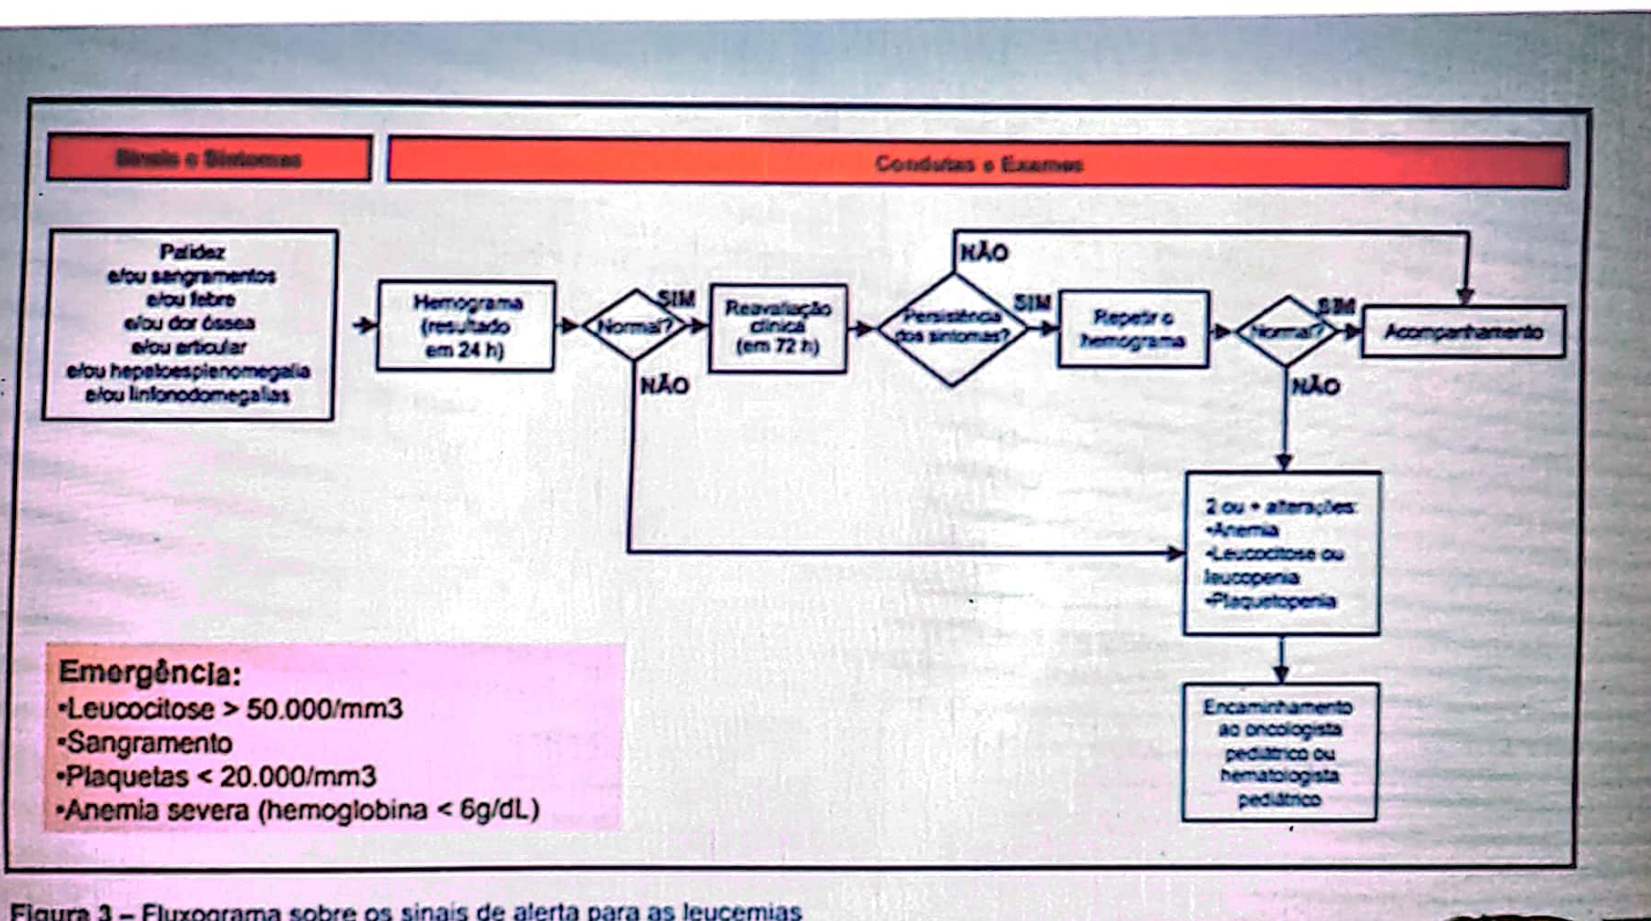 Sinais e Sintomas
Condutas e Exames
Palidez
e/ou sangramentos
e/ou febre
e/ou dor óssea
e/ou articular
e/ou hepatoesplenomegalia
e/ou linfonodomegalias
Hemograma
(resultado
em 24 h)
Normal?
SIM
NÃO
Reavaliação
clínica
(em 72 h)
Persistência
dos sintomas?
NÃO
SIM
Repetir o
hemograma
Normal?
SIM
NÃO
Acompanhamento
2 ou + alterações:
•Anemia
•Leucocitose ou
leucopenia
•Plaquetopenia
Encaminhamento
ao oncologista
pediátrico ou
hematologista
pediátrico
Emergência:
•Leucocitose > 50.000/mm3
•Sangramento
•Plaquetas < 20.000/mm3
•Anemia severa (hemoglobina < 6g/dL)
Figura 3 – Fluxograma sobre os sinais de alerta para as leucemias